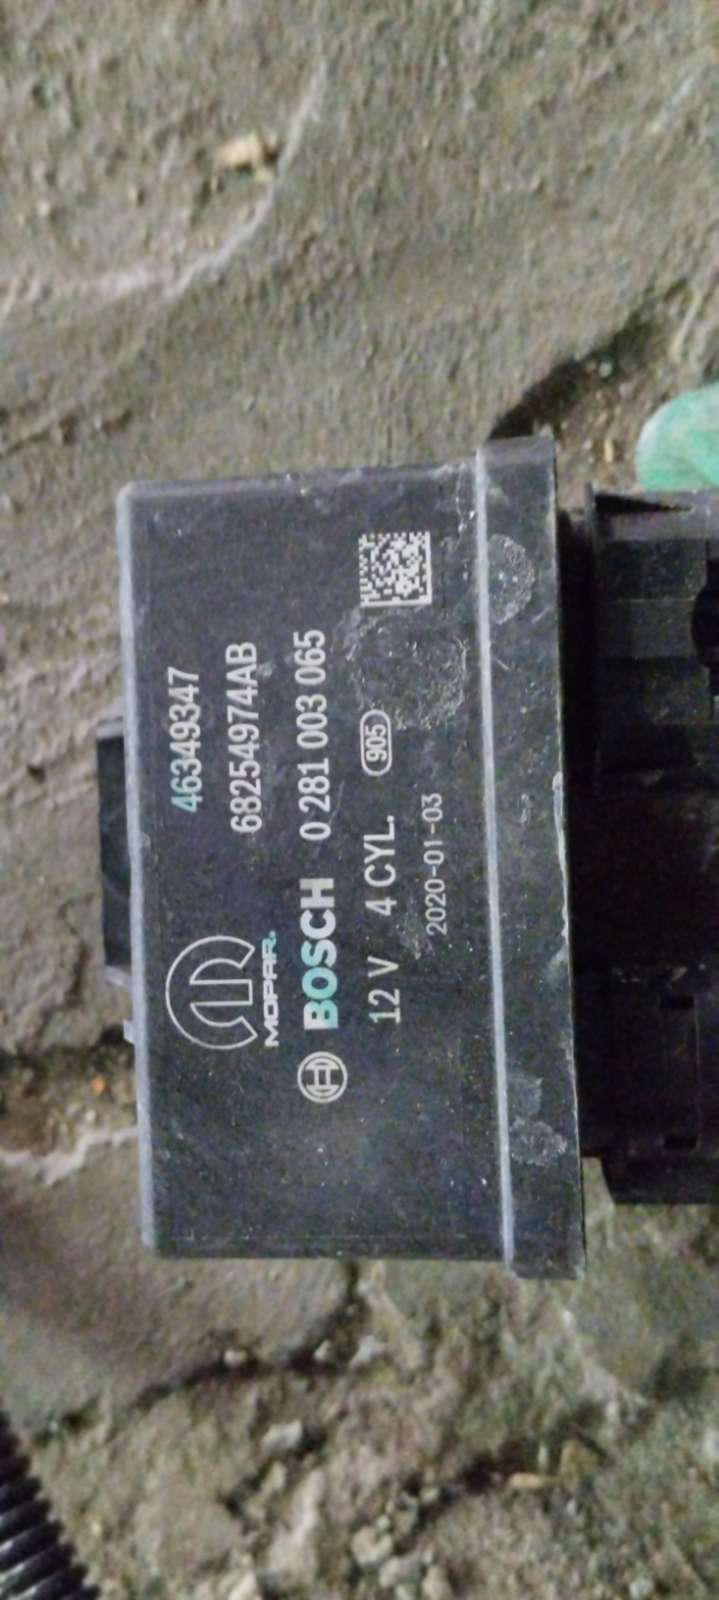 46349347
68254974AB
MOPAR.
BOSCH 0 281 003 065
12 V 4 CYL. 905
2020-01-03